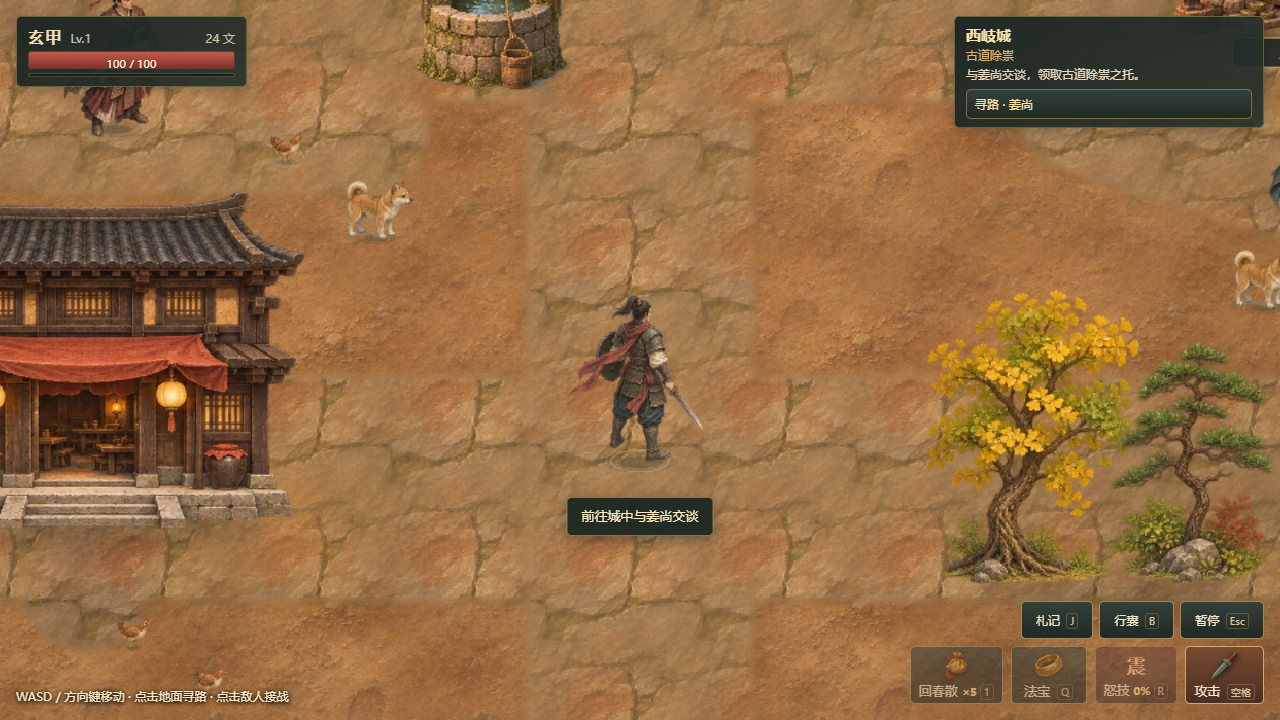 玄甲 Lv.1 24 文
100 / 100
西岐城
古道除祟
与姜尚交谈，领取古道除祟之托。
寻路 · 姜尚
前往城中与姜尚交谈
札记 J 行囊 B 暂停 Esc
震
回春散 ×5 1 法宝 Q 怒技 0% R 攻击 空格
WASD / 方向键移动 · 点击地面寻路 · 点击敌人接战